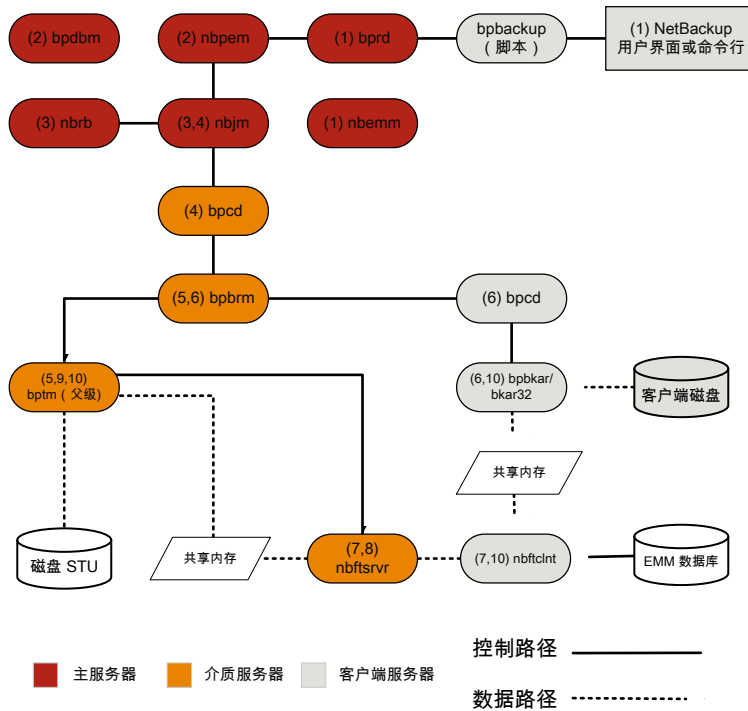 (2) bpdbm
(2) nbpem
(1) bprd
bpbackup
（脚本）
(1) NetBackup
用户界面或命令行
(3) nbrb
(3,4) nbjm
(1) nbemm
(4) bpcd
(5,6) bpbrm
(6) bpcd
(5,9,10)
bptm（父级）
(6,10) bpbkar/
bkar32
客户端磁盘
共享内存
磁盘 STU
共享内存
(7,8)
nbftsrvr
(7,10) nbftclnt
EMM 数据库
主服务器
介质服务器
客户端服务器
控制路径
数据路径